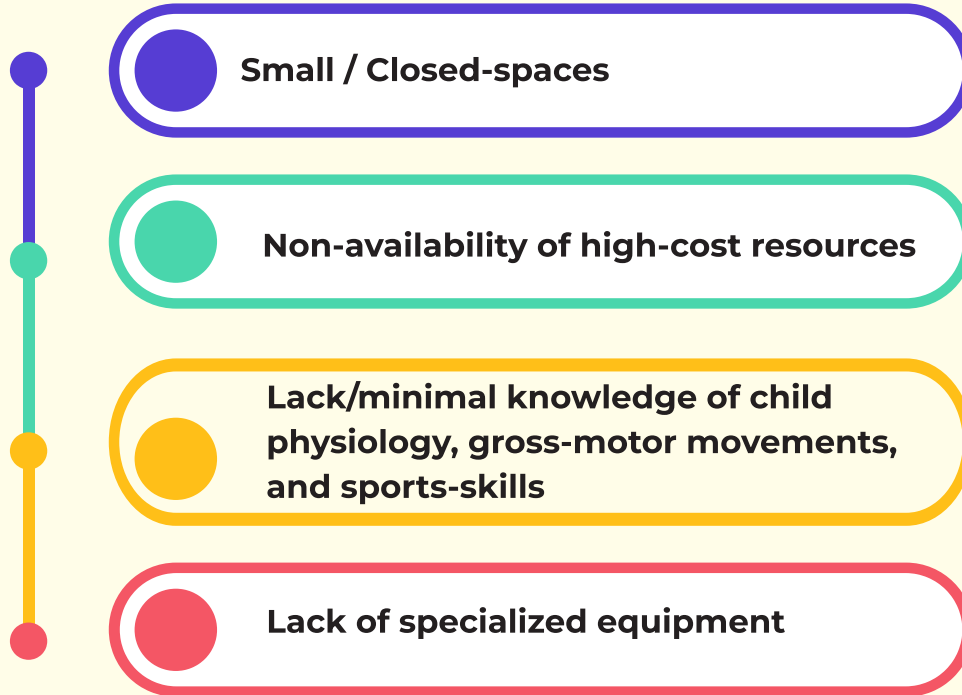 Small / Closed-spaces
Non-availability of high-cost resources
Lack/minimal knowledge of child
physiology, gross-motor movements,
and sports-skills
Lack of specialized equipment